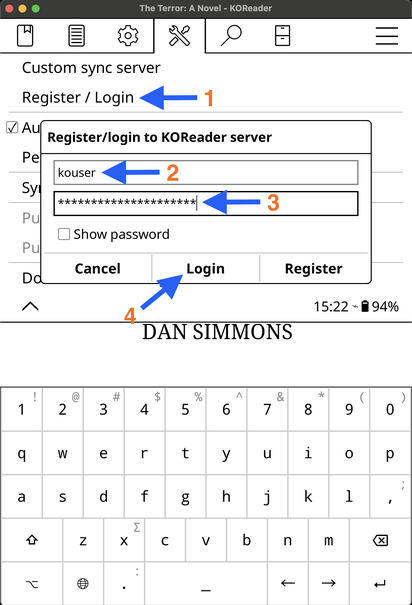 The Terror: A Novel - KOReader
Custom sync server
Register / Login
1
Au
Register/login to KOReader server
Pe
kouser
2
Syn
*********************
3
Pu
Show password
Pu
Cancel Login Register
Do
4
15:22 94%
DAN SIMMONS
1 ! 2 @ 3 # 4 $ 5 % 6 ^ 7 & 8 * 9 ( 0 )
q w e r t y u i o p
a s d f g h j k l , ;
z x Σ c v b n m
. : _ ← → ↵